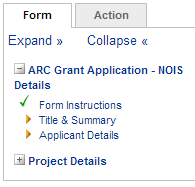 Form Action
Expand » Collapse «
ARC Grant Application - NOIS
Details
Form Instructions
Title & Summary
Applicant Details
Project Details